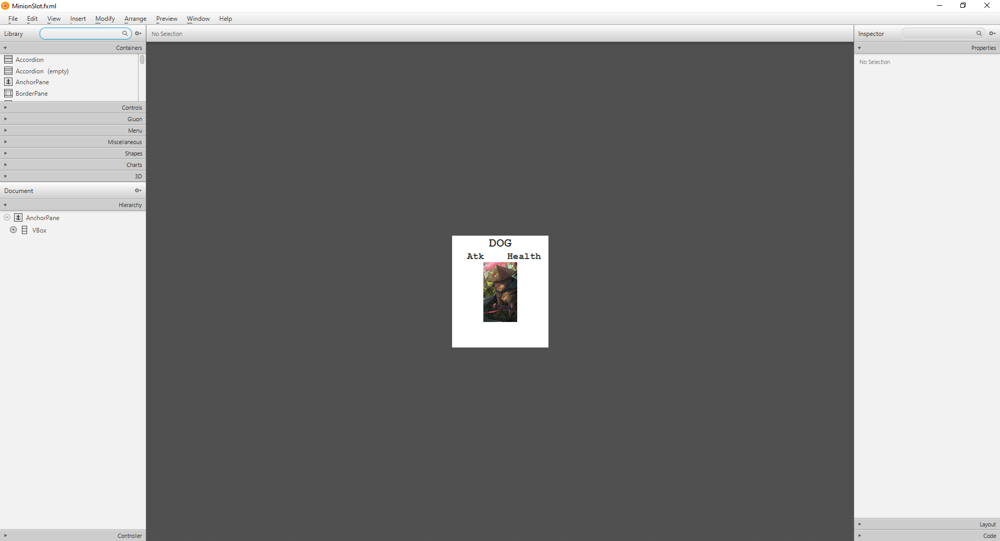 MinionSlot.fxml
File Edit View Insert Modify Arrange Preview Window Help
Library
No Selection
Inspector
Containers
Properties
Accordion
Accordion (empty)
AnchorPane
BorderPane
No Selection
Controls
Gluon
Menu
Miscellaneous
Shapes
Charts
3D
Document
Hierarchy
AnchorPane
VBox
DOG
Atk Health
Controller
Layout
Code